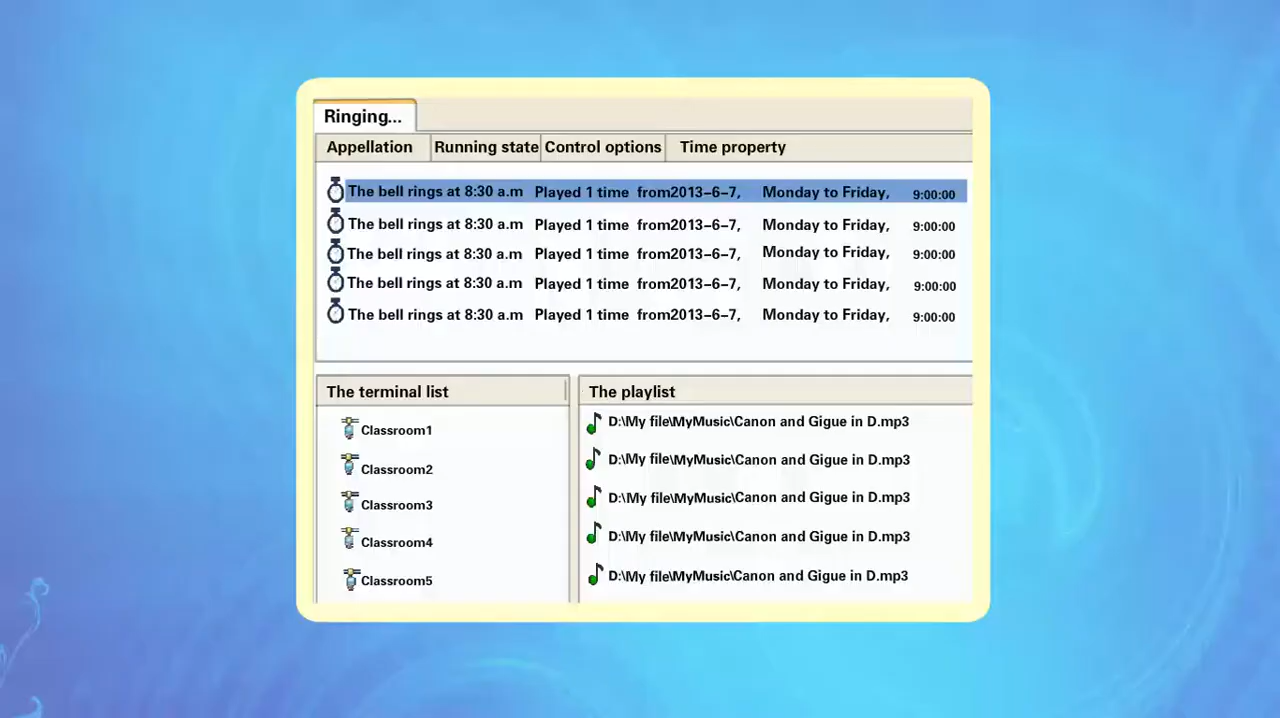 Ringing...
Appellation Running state Control options Time property
The bell rings at 8:30 a.m Played 1 time from2013-6-7, Monday to Friday, 9:00:00
The bell rings at 8:30 a.m Played 1 time from2013-6-7, Monday to Friday, 9:00:00
The bell rings at 8:30 a.m Played 1 time from2013-6-7, Monday to Friday, 9:00:00
The bell rings at 8:30 a.m Played 1 time from2013-6-7, Monday to Friday, 9:00:00
The bell rings at 8:30 a.m Played 1 time from2013-6-7, Monday to Friday, 9:00:00
The terminal list
Classroom1
Classroom2
Classroom3
Classroom4
Classroom5
The playlist
D:\My file\MyMusic\Canon and Gigue in D.mp3
D:\My file\MyMusic\Canon and Gigue in D.mp3
D:\My file\MyMusic\Canon and Gigue in D.mp3
D:\My file\MyMusic\Canon and Gigue in D.mp3
D:\My file\MyMusic\Canon and Gigue in D.mp3